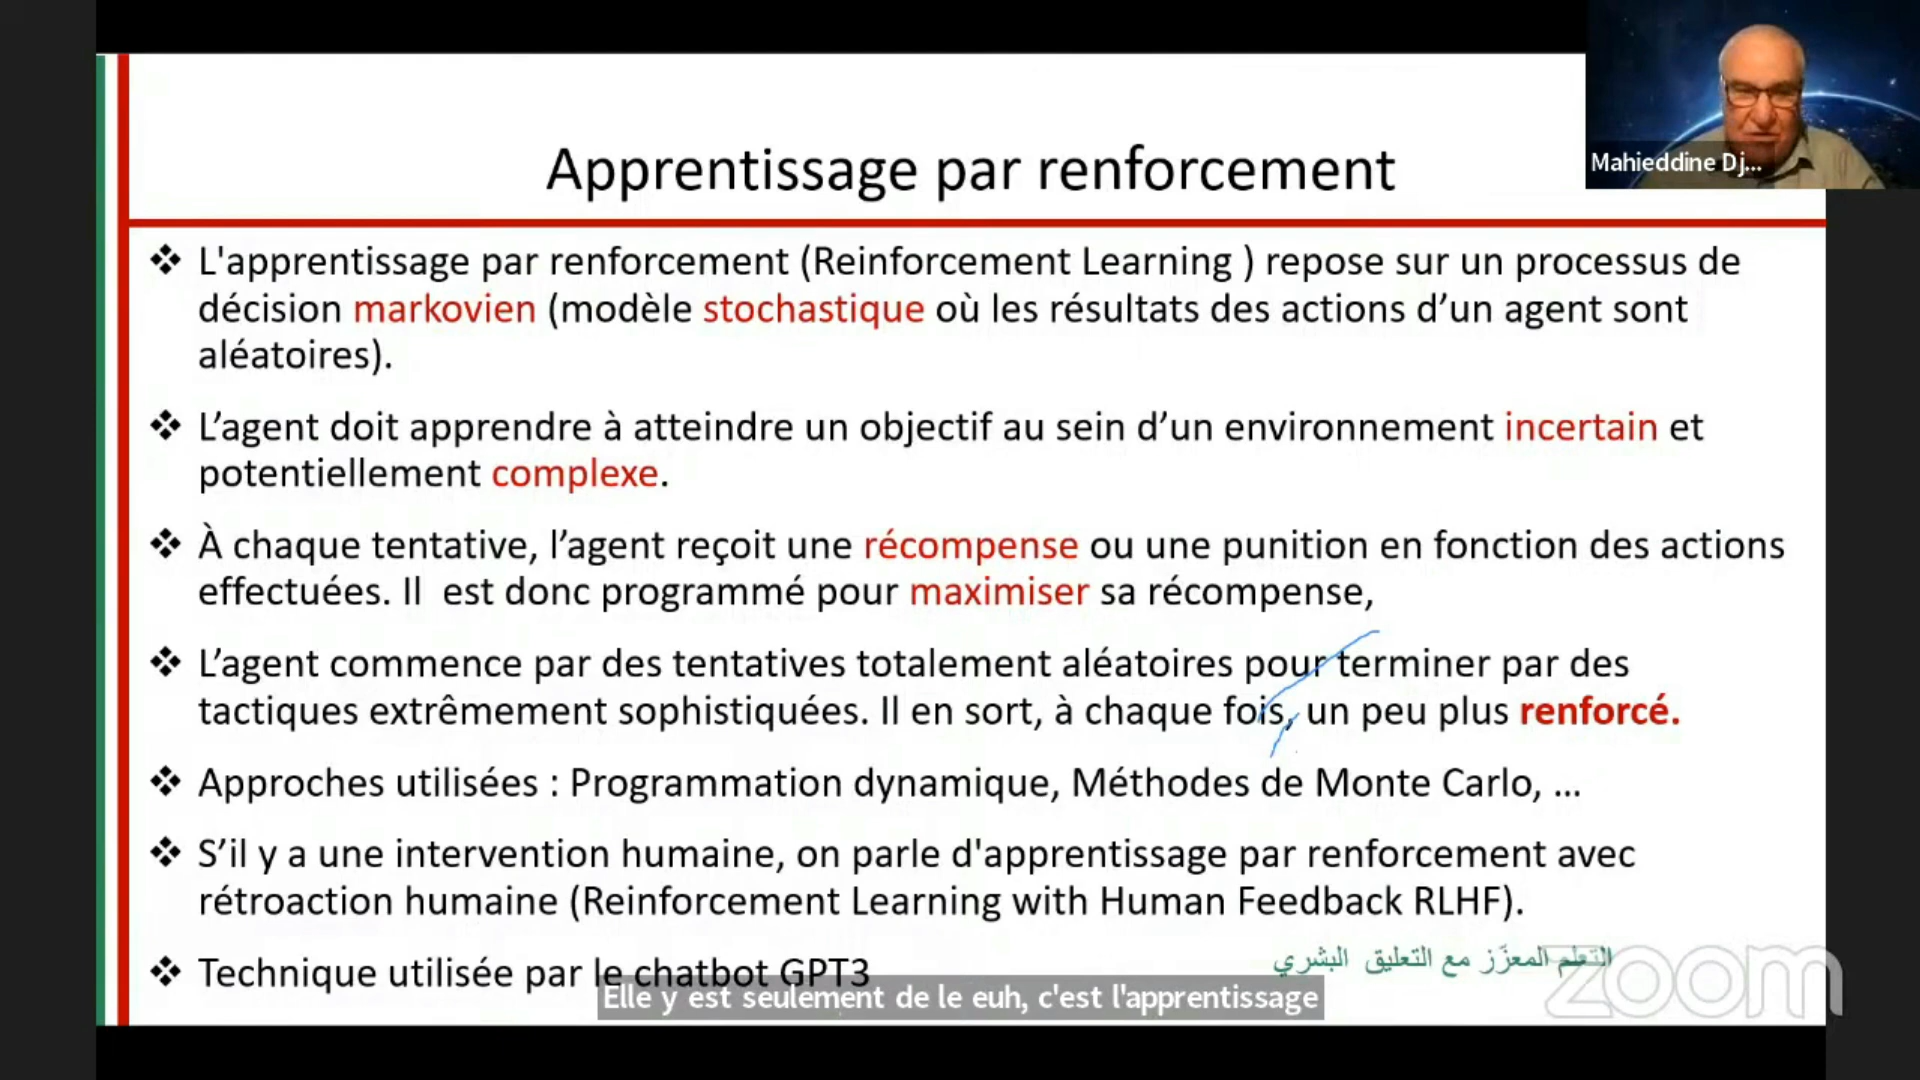 Mahieddine Dj...
Apprentissage par renforcement
❖ L'apprentissage par renforcement (Reinforcement Learning ) repose sur un processus de
décision markovien (modèle stochastique où les résultats des actions d’un agent sont
aléatoires).
❖ L’agent doit apprendre à atteindre un objectif au sein d’un environnement incertain et
potentiellement complexe.
❖ À chaque tentative, l’agent reçoit une récompense ou une punition en fonction des actions
effectuées. Il  est donc programmé pour maximiser sa récompense,
❖ L’agent commence par des tentatives totalement aléatoires pour terminer par des
tactiques extrêmement sophistiquées. Il en sort, à chaque fois, un peu plus renforcé.
❖ Approches utilisées : Programmation dynamique, Méthodes de Monte Carlo, ...
❖ S’il y a une intervention humaine, on parle d'apprentissage par renforcement avec
rétroaction humaine (Reinforcement Learning with Human Feedback RLHF).
التعلم المعزّز مع التعليق البشري
❖ Technique utilisée par le chatbot GPT3
zoom
Elle y est seulement de le euh, c'est l'apprentissage